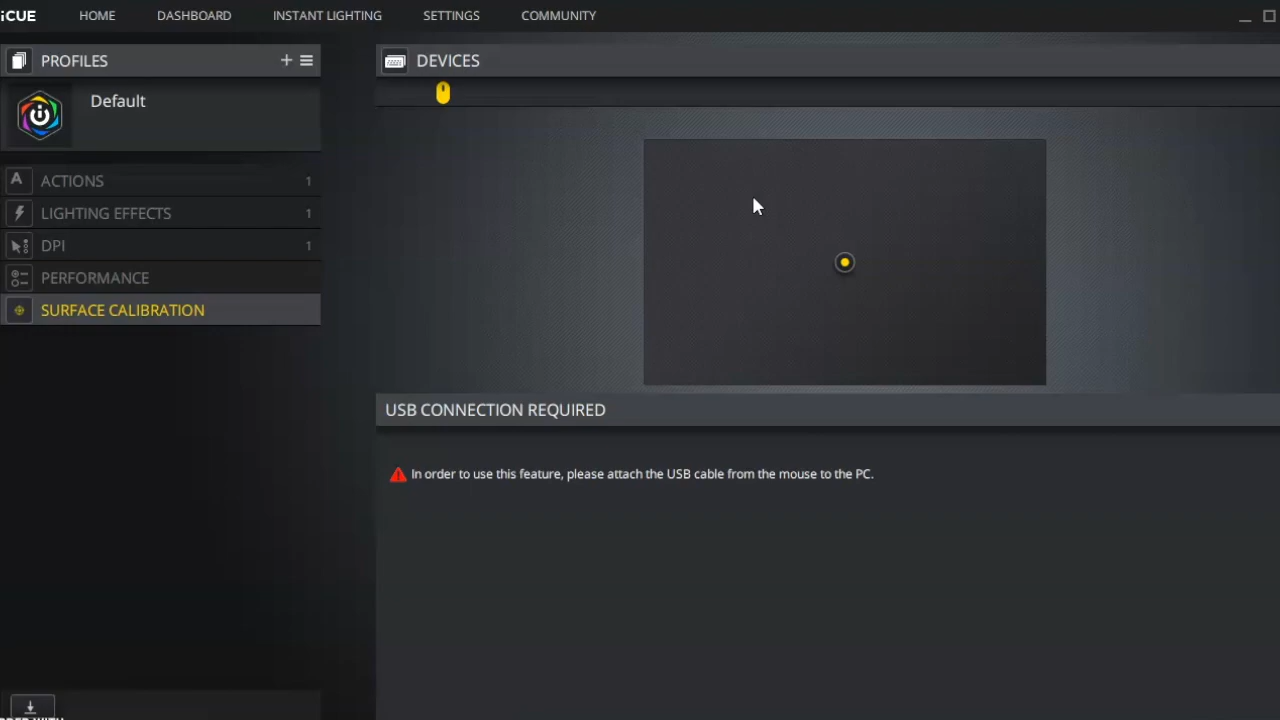 iCUE HOME DASHBOARD INSTANT LIGHTING SETTINGS COMMUNITY
PROFILES
Default
A ACTIONS 1
LIGHTING EFFECTS 1
DPI 1
PERFORMANCE
SURFACE CALIBRATION
DEVICES
USB CONNECTION REQUIRED
In order to use this feature, please attach the USB cable from the mouse to the PC.